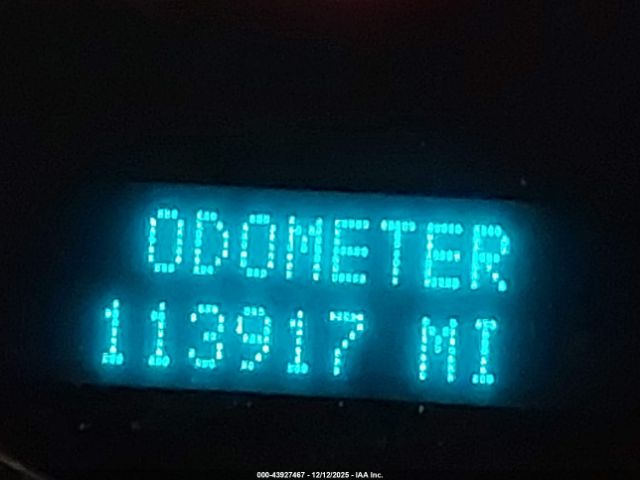 ODOMETER
113917 MI
000-43927467 - 12/12/2025 - IAA Inc.